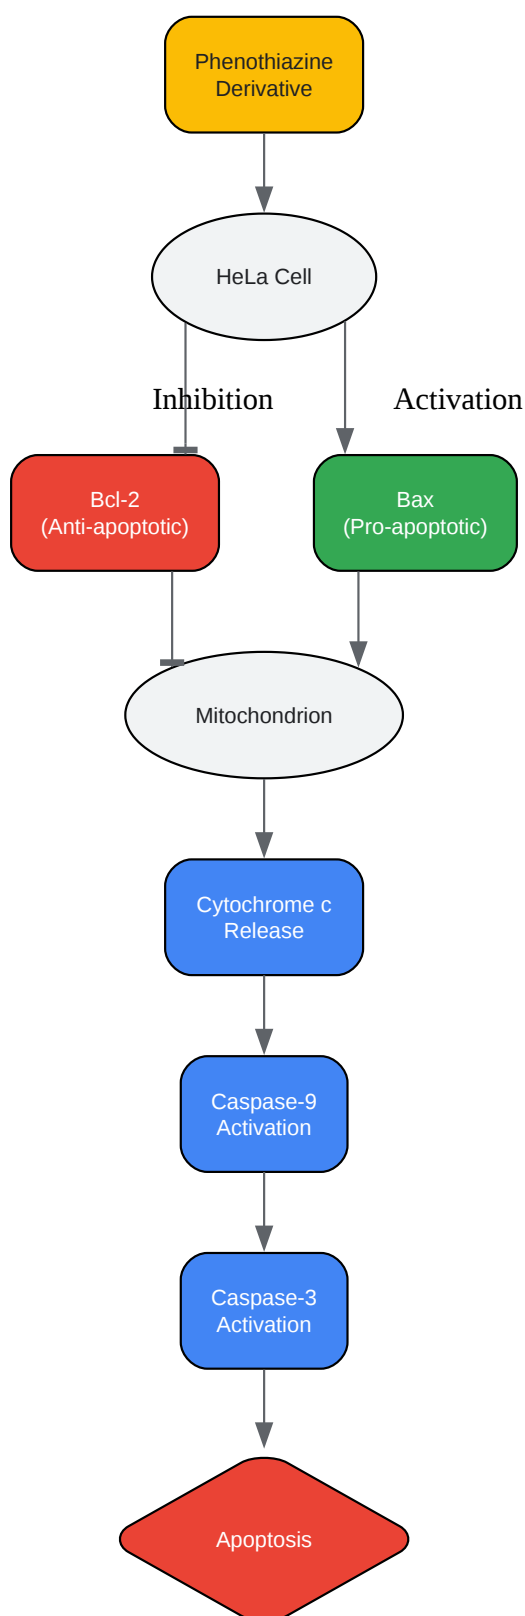 Phenothiazine
Derivative
HeLa Cell
Inhibition
Activation
Bcl-2
(Anti-apoptotic)
Bax
(Pro-apoptotic)
Mitochondrion
Cytochrome c
Release
Caspase-9
Activation
Caspase-3
Activation
Apoptosis